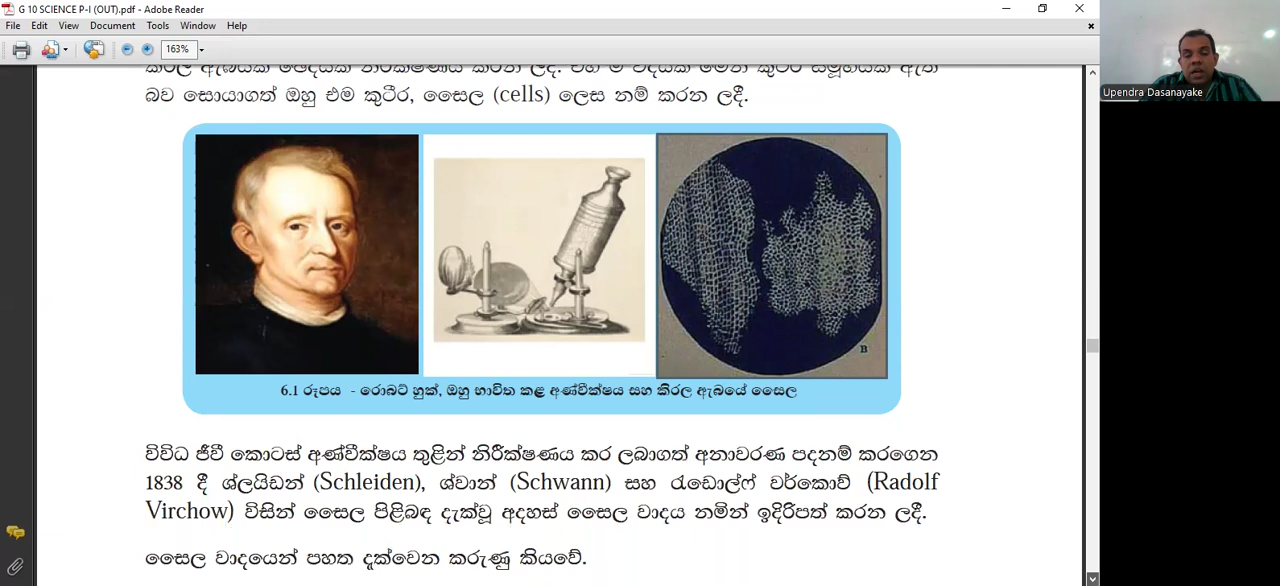 G 10 SCIENCE P-I (OUT).pdf - Adobe Reader
File Edit View Document Tools Window Help
163%
Upendra Dasanayake
බව සොයාගත් ඔහු එම කුටීර, සෛල (cells) ලෙස නම් කරන ලදී.
B
6.1 රූපය - රොබට් හුක්, ඔහු භාවිත කළ අණ්වීක්ෂය සහ කිරල ඇබයේ සෛල
විවිධ ජීවී කොටස් අණ්වීක්ෂය තුළින් නිරීක්ෂණය කර ලබාගත් අනාවරණ පදනම් කරගෙන
1838 දී ශ්ලයිඩන් (Schleiden), ශ්වාන් (Schwann) සහ රැඩොල්ෆ් වර්කොව් (Radolf
Virchow) විසින් සෛල පිළිබඳ දැක්වූ අදහස් සෛල වාදය නමින් ඉදිරිපත් කරන ලදී.
සෛල වාදයෙන් පහත දැක්වෙන කරුණු කියවේ.